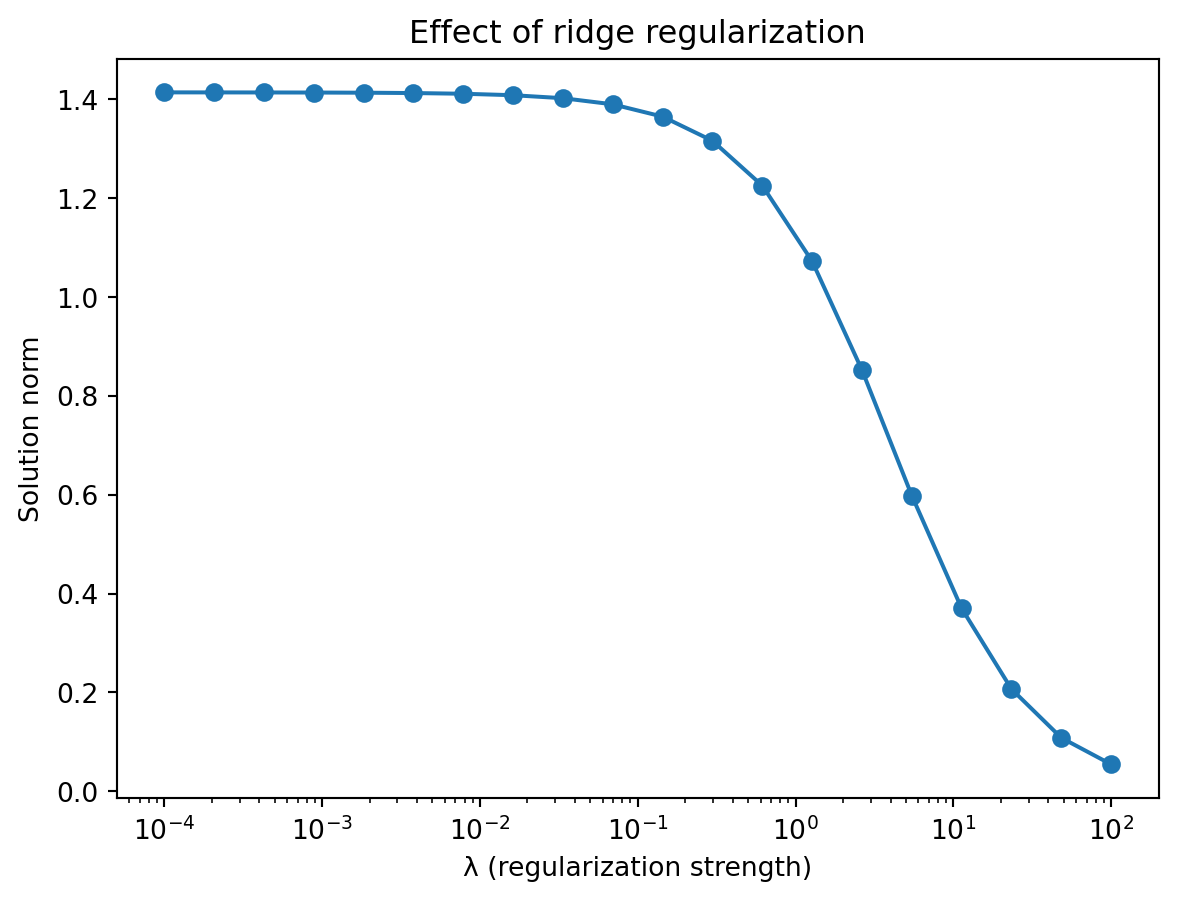 Effect of ridge regularization
Solution norm
1.4
1.2
1.0
0.8
0.6
0.4
0.2
0.0
10⁻⁴ 10⁻³ 10⁻² 10⁻¹ 10⁰ 10¹ 10²
λ (regularization strength)